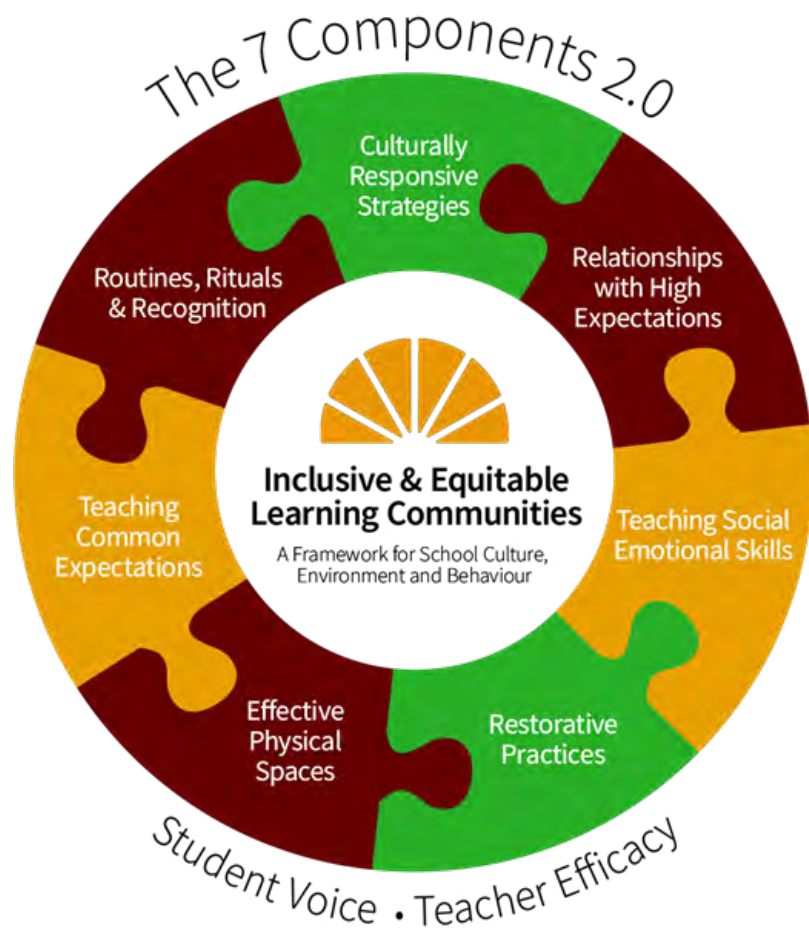 The 7 Components 2.0
Culturally
Responsive
Strategies
Relationships
with High
Expectations
Routines, Rituals
& Recognition
Inclusive & Equitable
Learning Communities
A Framework for School Culture,
Environment and Behaviour
Teaching
Common
Expectations
Teaching Social
Emotional Skills
Effective
Physical
Spaces
Restorative
Practices
Student Voice • Teacher Efficacy